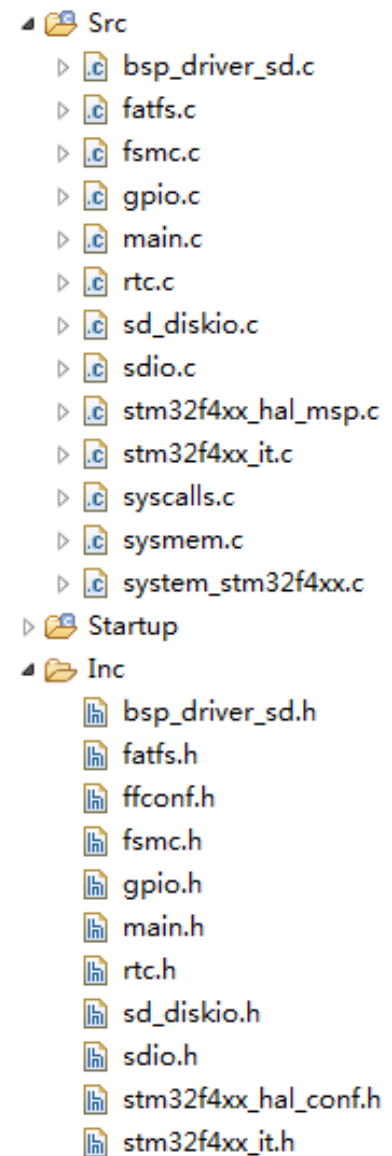 Src
bsp_driver_sd.c
fatfs.c
fsmc.c
gpio.c
main.c
rtc.c
sd_diskio.c
sdio.c
stm32f4xx_hal_msp.c
stm32f4xx_it.c
syscalls.c
sysmem.c
system_stm32f4xx.c
Startup
Inc
bsp_driver_sd.h
fatfs.h
ffconf.h
fsmc.h
gpio.h
main.h
rtc.h
sd_diskio.h
sdio.h
stm32f4xx_hal_conf.h
stm32f4xx_it.h